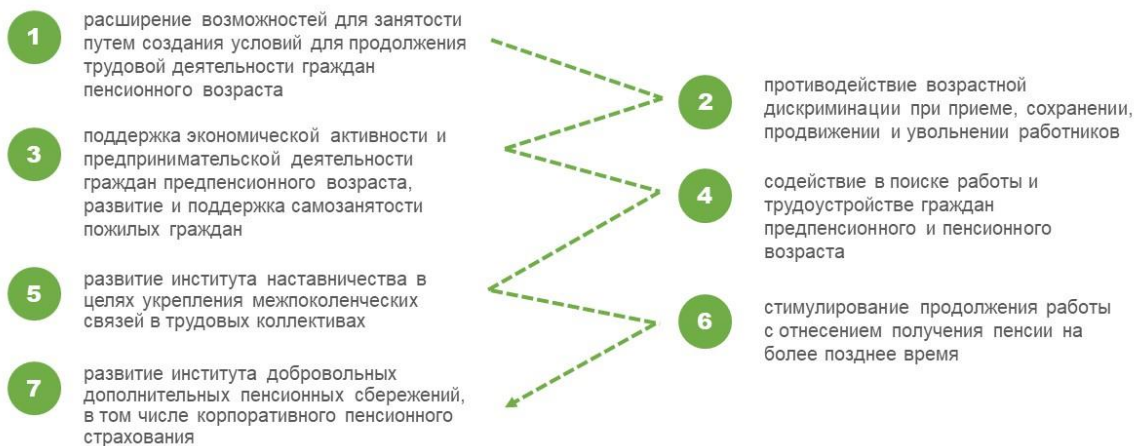 1
расширение возможностей для занятости
путем создания условий для продолжения
трудовой деятельности граждан
пенсионного возраста
2
противодействие возрастной
дискриминации при приеме, сохранении,
продвижении и увольнении работников
3
поддержка экономической активности и
предпринимательской деятельности
граждан предпенсионного возраста,
развитие и поддержка самозанятости
пожилых граждан
4
содействие в поиске работы и
трудоустройстве граждан
предпенсионного и пенсионного
возраста
5
развитие института наставничества в
целях укрепления межпоколенческих
связей в трудовых коллективах
6
стимулирование продолжения работы
с отнесением получения пенсии на
более позднее время
7
развитие института добровольных
дополнительных пенсионных сбережений,
в том числе корпоративного пенсионного
страхования